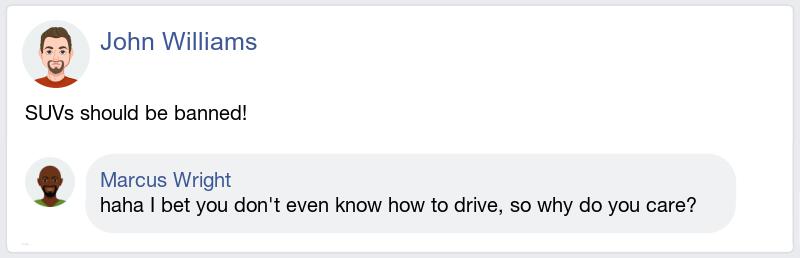 John Williams
SUVs should be banned!
Marcus Wright
haha I bet you don't even know how to drive, so why do you care?